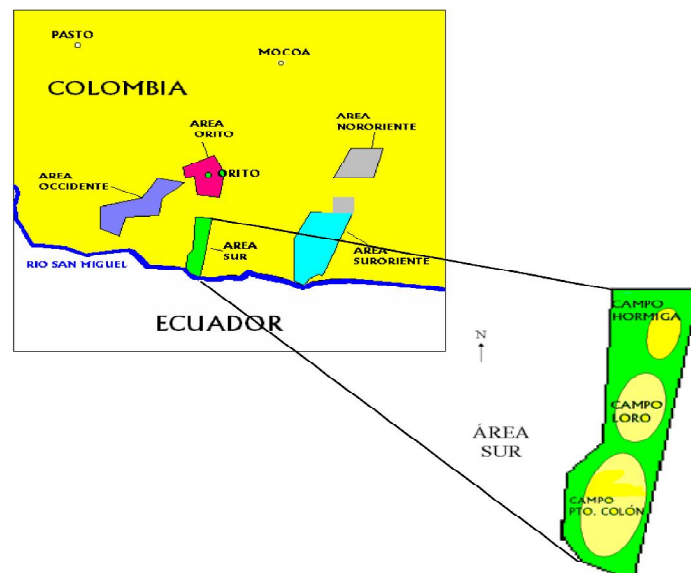 PASTO
MOCOA
COLOMBIA
AREA
ORITO
AREA
NORORIENTE
ORITO
AREA
OCCIDENTE
AREA
SUR
AREA
SURORIENTE
RIO SAN MIGUEL
ECUADOR
N
ÁREA
SUR
CAMPO
HORMIGA
CAMPO
LORO
CAMPO
PTO. COLÓN